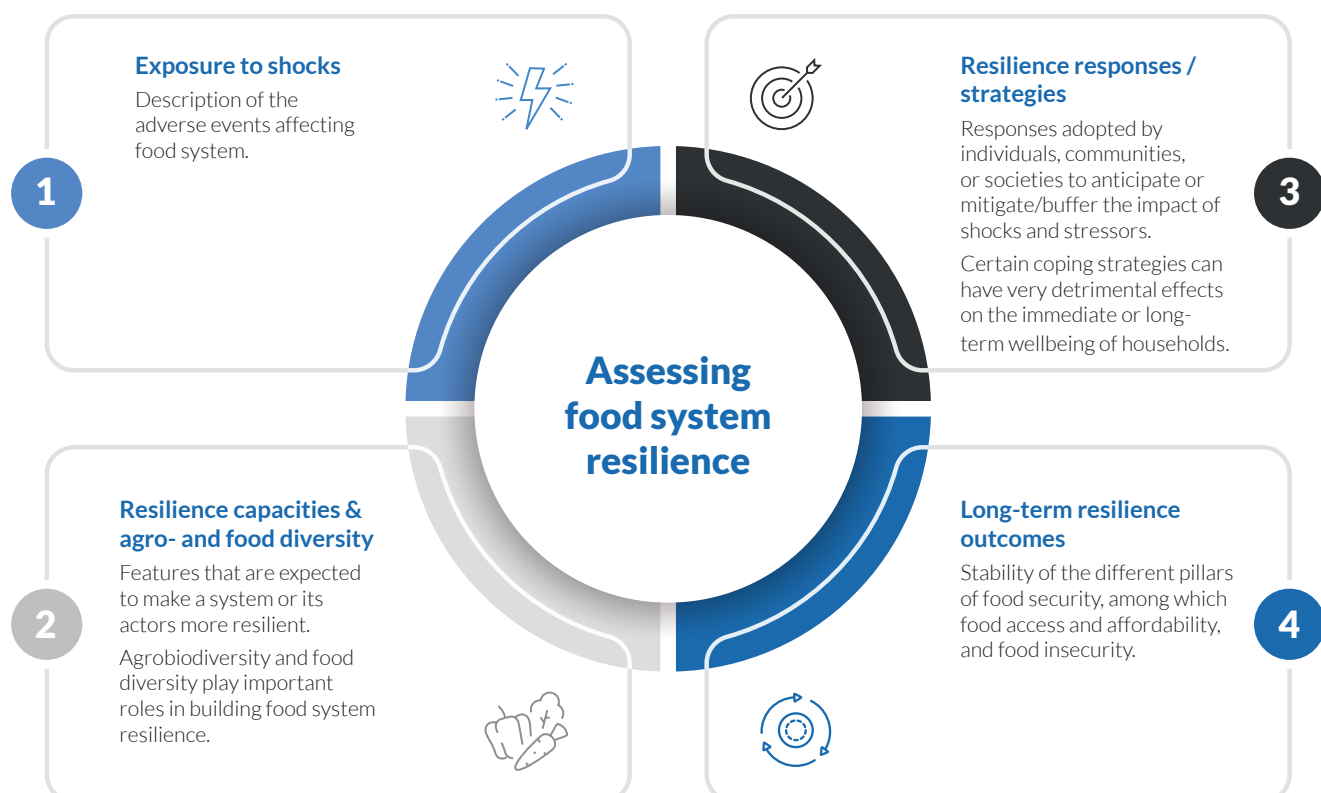 1
Exposure to shocks
Description of the
adverse events affecting
food system.
2
Resilience capacities &
agro- and food diversity
Features that are expected
to make a system or its
actors more resilient.
Agrobiodiversity and food
diversity play important
roles in building food system
resilience.
Assessing
food system
resilience
3
Resilience responses /
strategies
Responses adopted by
individuals, communities,
or societies to anticipate or
mitigate/buffer the impact of
shocks and stressors.
Certain coping strategies can
have very detrimental effects
on the immediate or long-
term wellbeing of households.
4
Long-term resilience
outcomes
Stability of the different pillars
of food security, among which
food access and affordability,
and food insecurity.